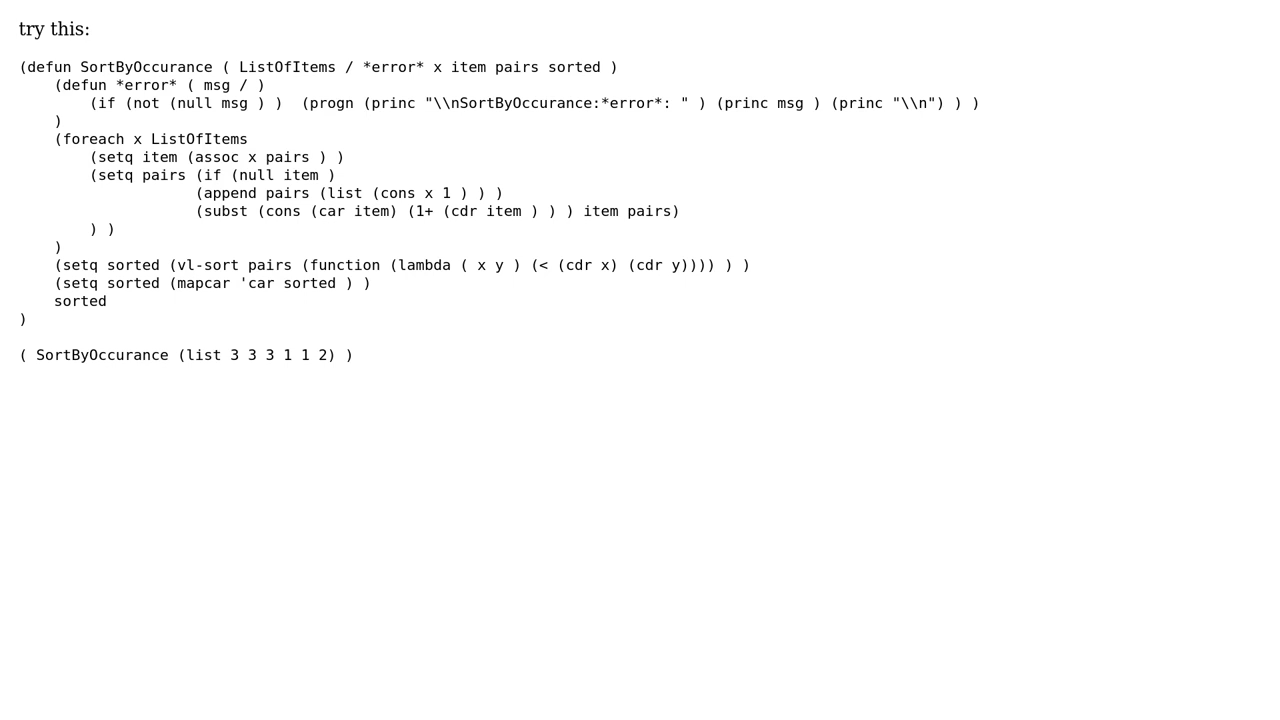 try this:
(defun SortByOccurance ( ListOfItems / *error* x item pairs sorted )
    (defun *error* ( msg / )
        (if (not (null msg ) )  (progn (princ "\\nSortByOccurance:*error*: " ) (princ msg ) (princ "\\n") ) )
    )
    (foreach x ListOfItems
        (setq item (assoc x pairs ) )
        (setq pairs (if (null item )
                    (append pairs (list (cons x 1 ) ) )
                    (subst (cons (car item) (1+ (cdr item ) ) ) item pairs)
        ) )
    )
    (setq sorted (vl-sort pairs (function (lambda ( x y ) (< (cdr x) (cdr y)))) ) )
    (setq sorted (mapcar 'car sorted ) )
    sorted
)
( SortByOccurance (list 3 3 3 1 1 2) )